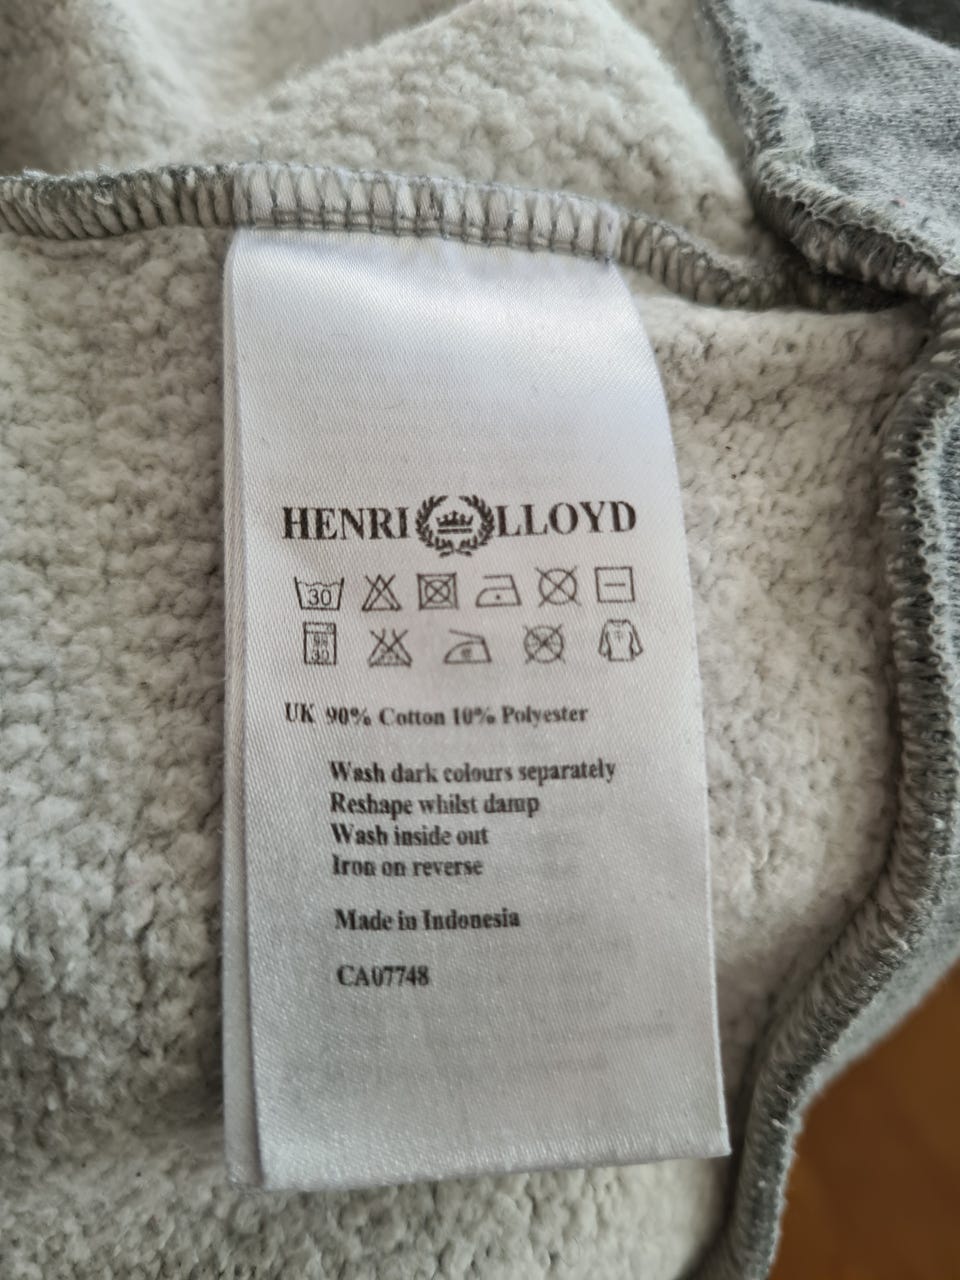 HENRI LLOYD
30
30
UK 90% Cotton 10% Polyester
Wash dark colours separately
Reshape whilst damp
Wash inside out
Iron on reverse
Made in Indonesia
CA07748